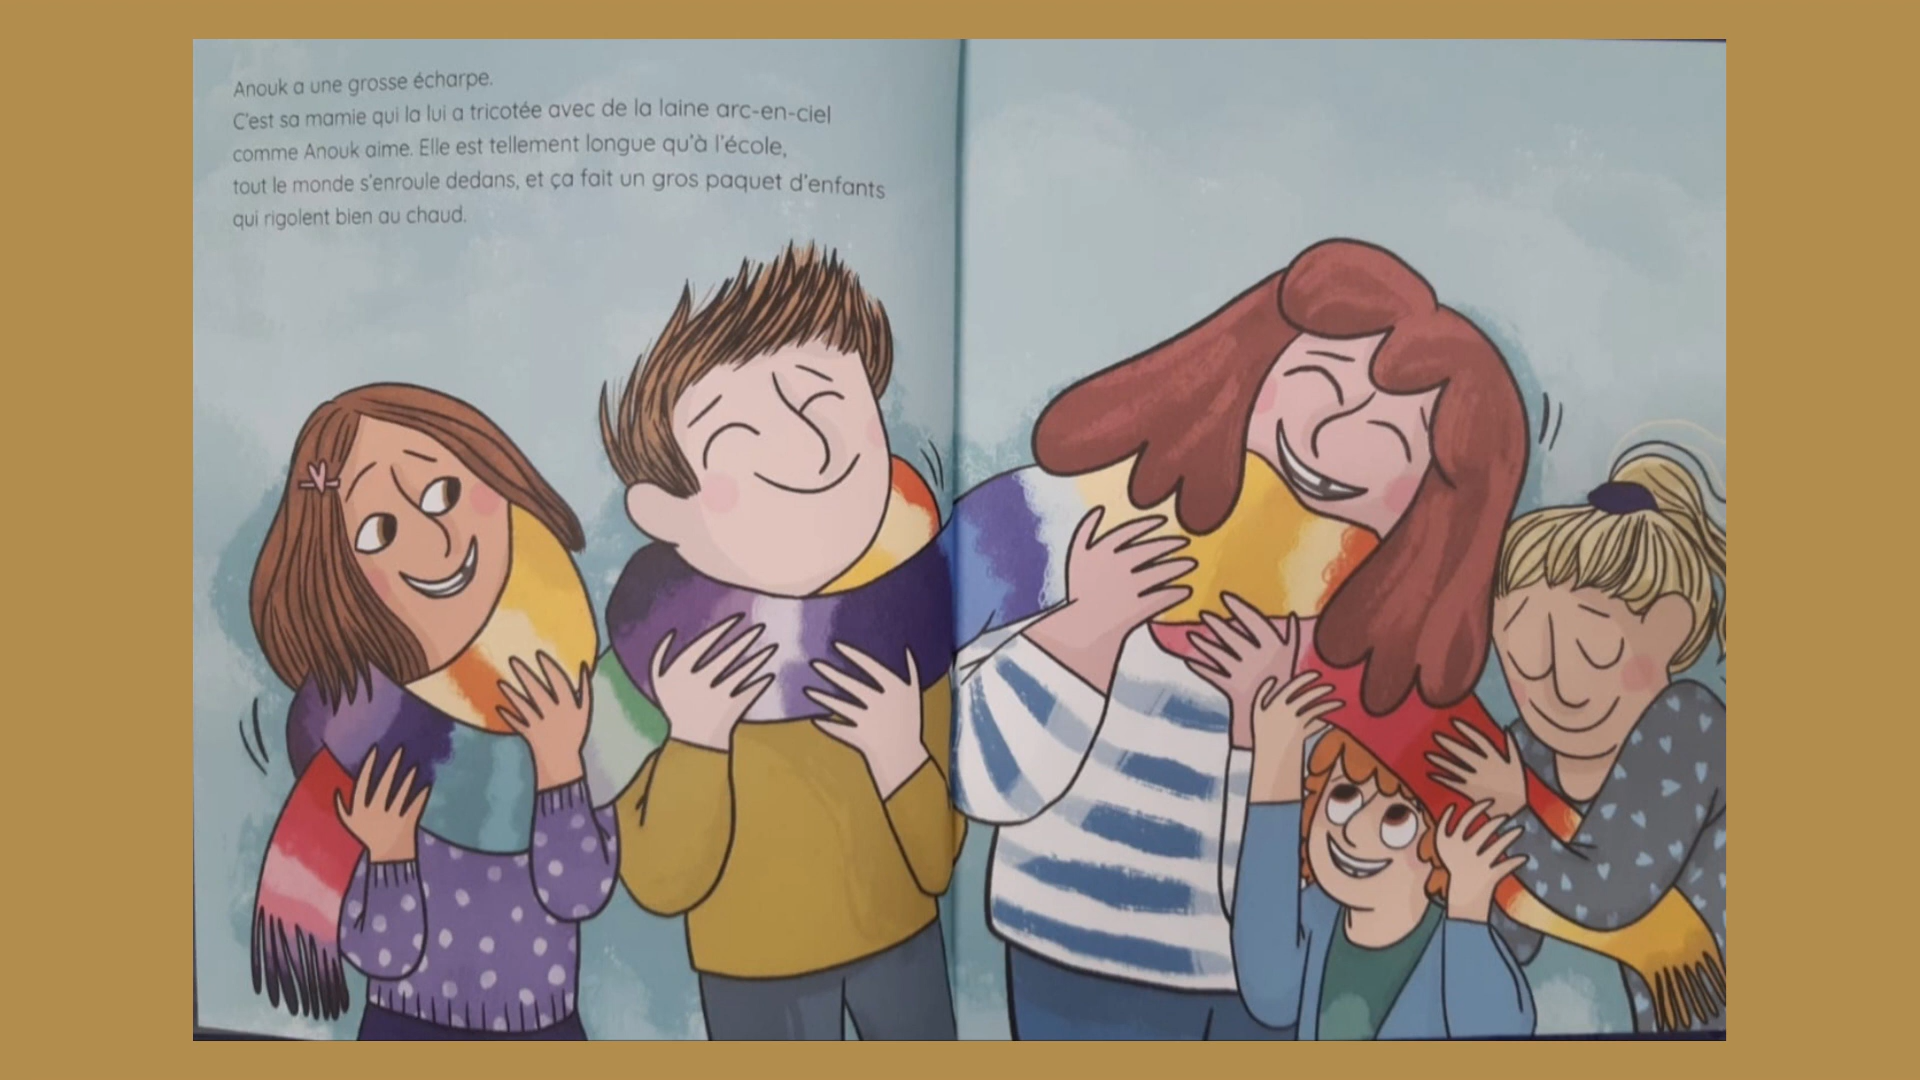 Anouk a une grosse écharpe.
C'est sa mamie qui la lui a tricotée avec de la laine arc-en-ciel
comme Anouk aime. Elle est tellement longue qu'à l'école,
tout le monde s'enroule dedans, et ça fait un gros paquet d'enfants
qui rigolent bien au chaud.